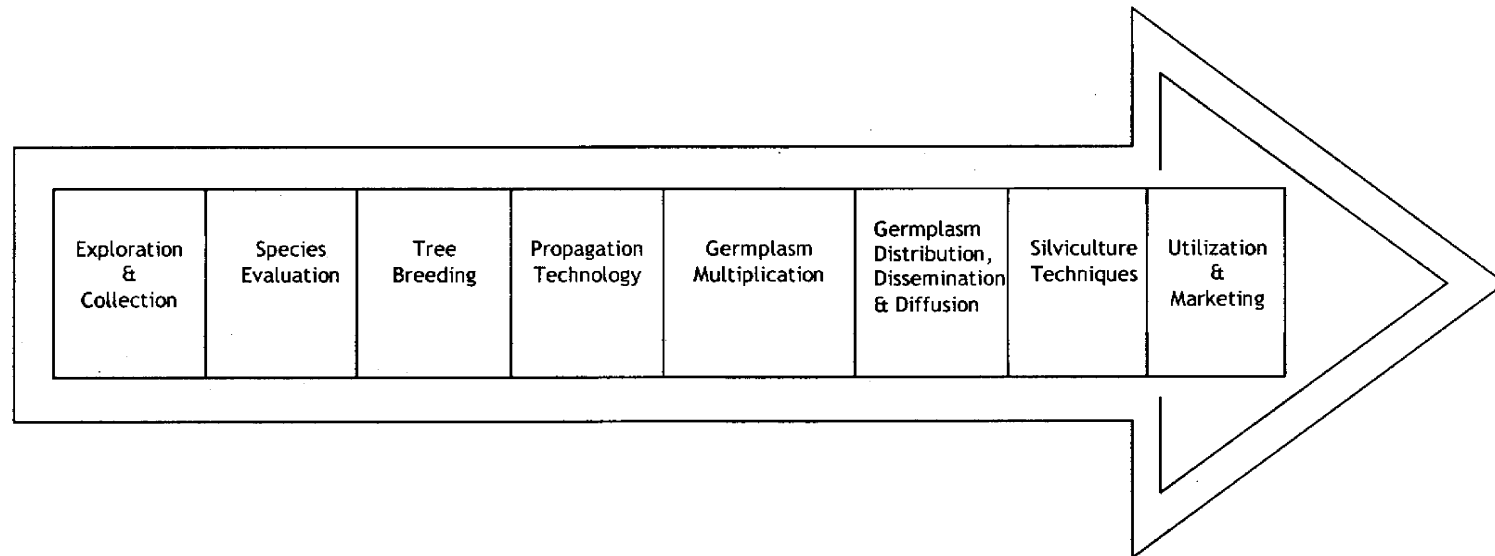 Exploration
&
Collection
Species
Evaluation
Tree
Breeding
Propagation
Technology
Germplasm
Multiplication
Germplasm
Distribution,
Dissemination
& Diffusion
Silviculture
Techniques
Utilization
&
Marketing